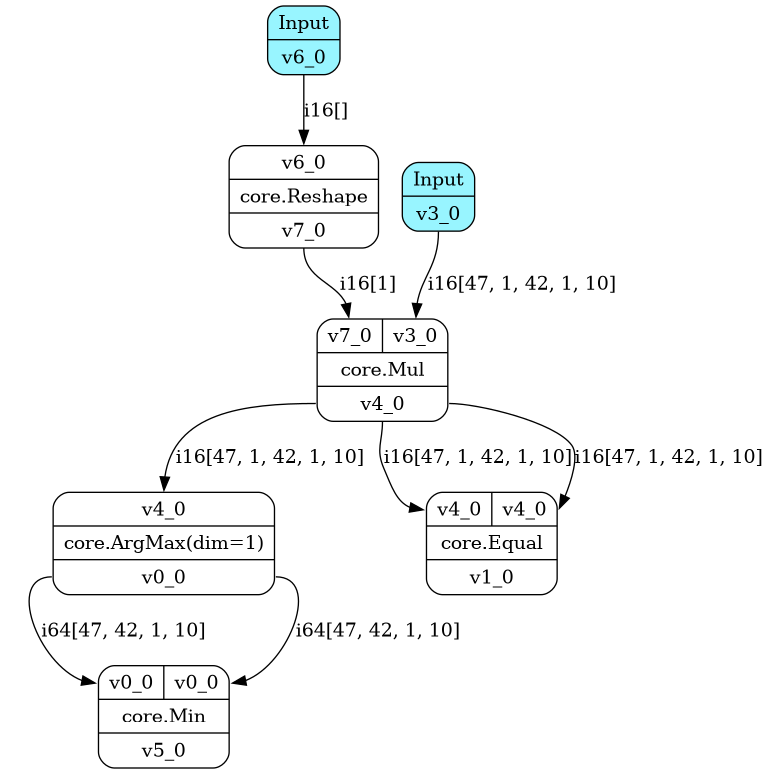 Input
v6_0
i16[]
v6_0
core.Reshape
v7_0
Input
v3_0
i16[1]
i16[47, 1, 42, 1, 10]
v7_0 v3_0
core.Mul
v4_0
i16[47, 1, 42, 1, 10]
i16[47, 1, 42, 1, 10]
i16[47, 1, 42, 1, 10]
v4_0
core.ArgMax(dim=1)
v0_0
v4_0 v4_0
core.Equal
v1_0
i64[47, 42, 1, 10]
i64[47, 42, 1, 10]
v0_0 v0_0
core.Min
v5_0